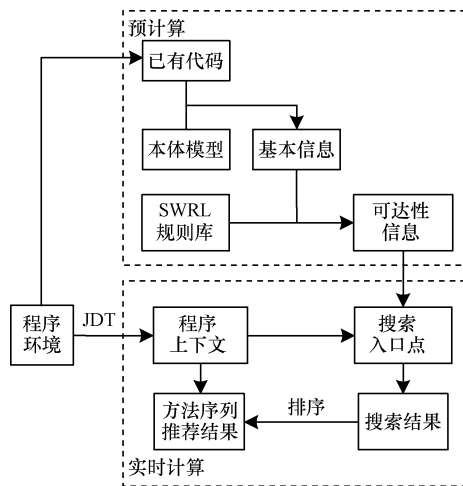 预计算
已有代码
本体模型
基本信息
SWRL
规则库
可达性
信息
程序
环境
JDT
程序
上下文
搜索
入口点
方法序列
推荐结果
排序
搜索结果
实时计算